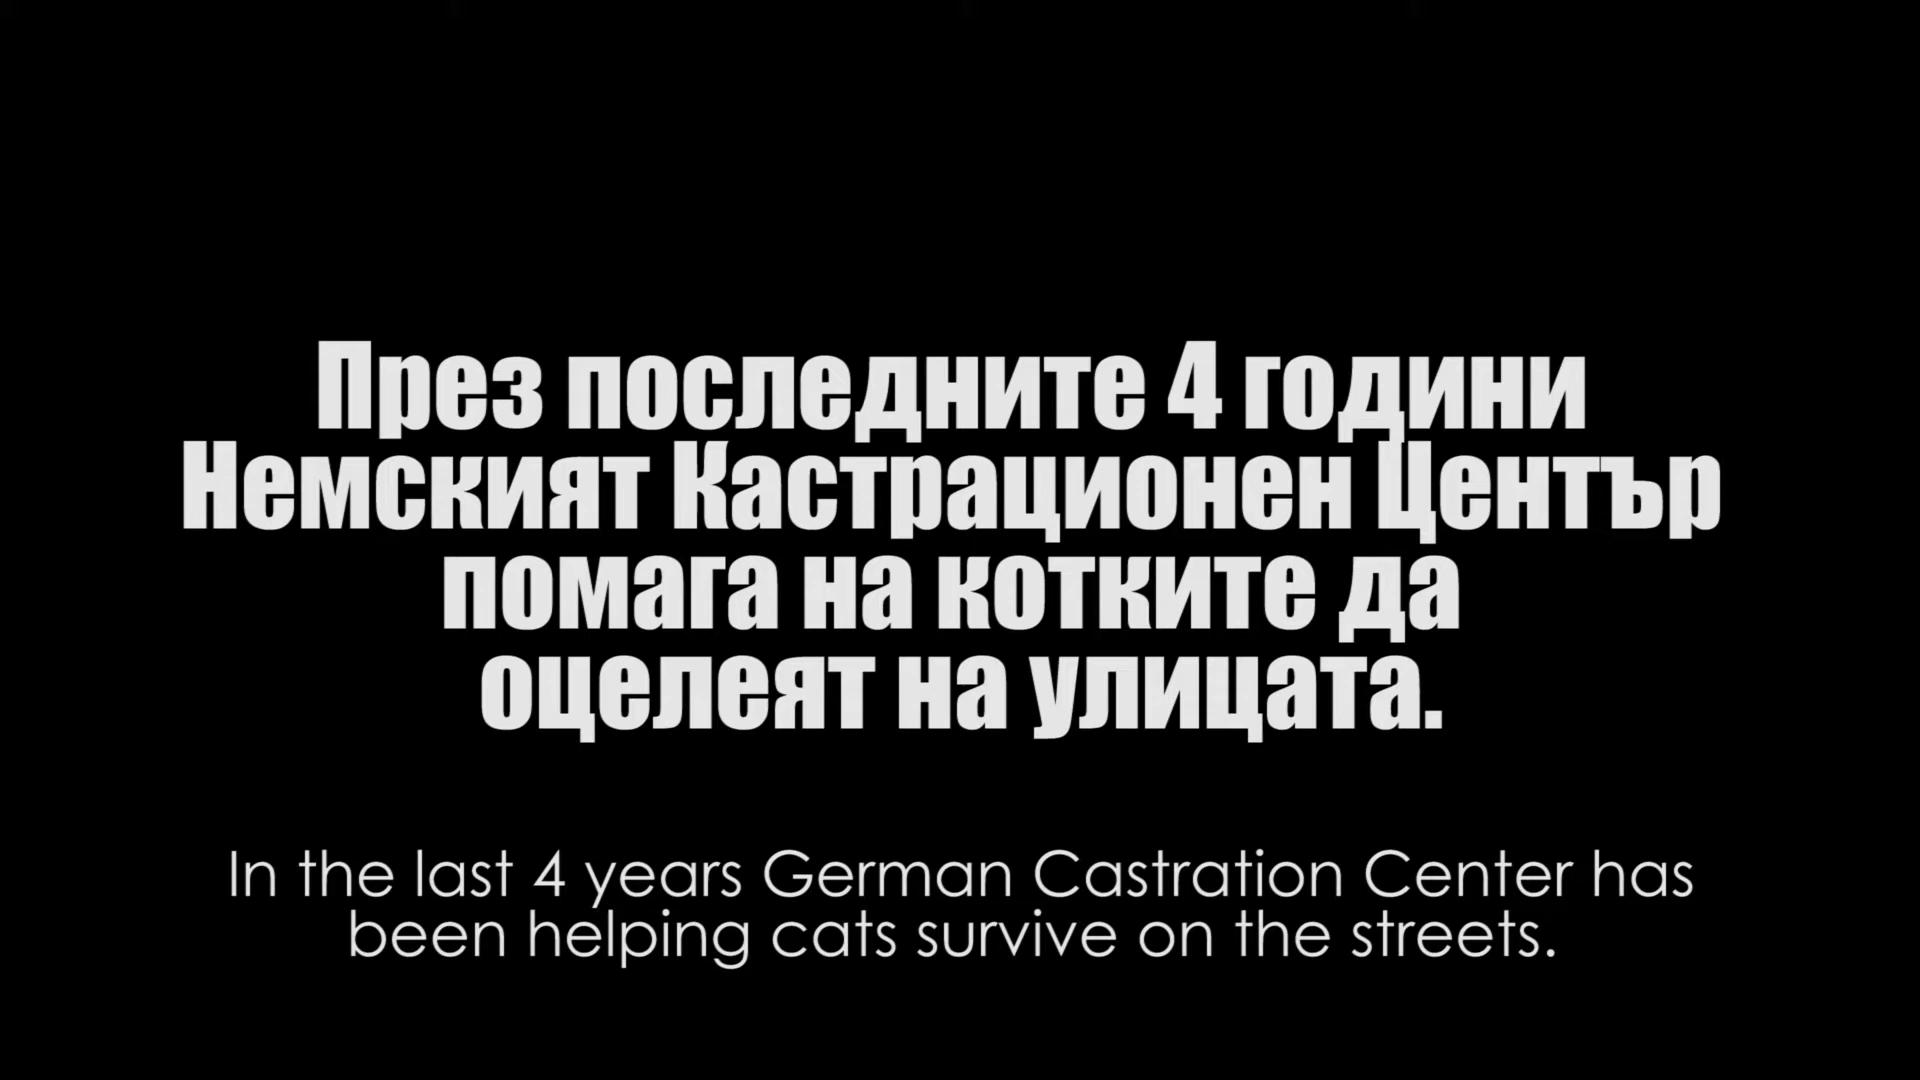 През последните 4 години
Немският Кастрационен Център
помага на котките да
оцелеят на улицата.
In the last 4 years German Castration Center has
been helping cats survive on the streets.